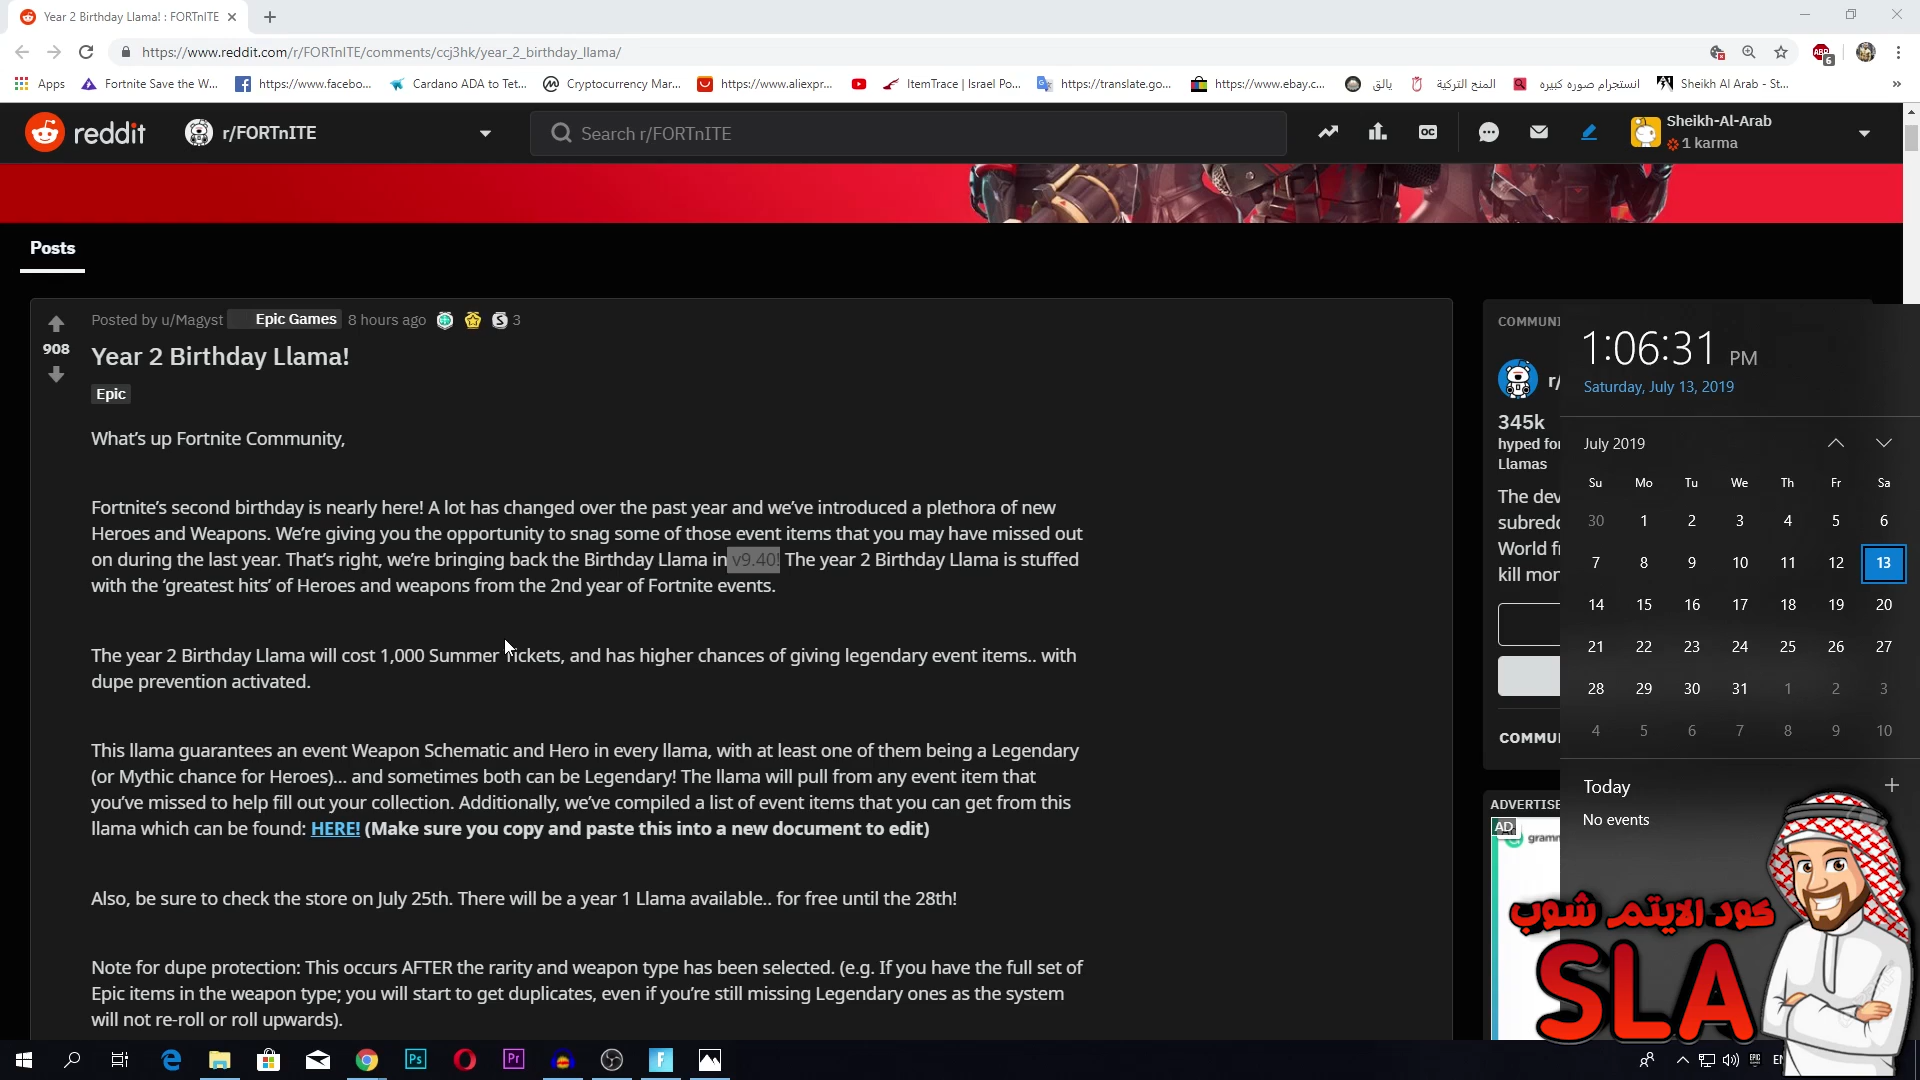 Year 2 Birthday Llama! : FORTnITE
https://www.reddit.com/r/FORTnITE/comments/ccj3hk/year_2_birthday_llama/
ABP
6
Apps
Fortnite Save the W...
https://www.facebo...
Cardano ADA to Tet...
Cryptocurrency Mar...
https://www.aliexpr...
ItemTrace | Israel Po...
https://translate.go...
https://www.ebay.c...
يالق
المنح التركية
انستجرام صوره كبيره
Sheikh Al Arab - St...
»
reddit
r/FORTnITE
Search r/FORTnITE
OC
Sheikh-Al-Arab
1 karma
Posts
Posted by u/Magyst Epic Games 8 hours ago S 3
908
Year 2 Birthday Llama!
Epic
What's up Fortnite Community,
Fortnite's second birthday is nearly here! A lot has changed over the past year and we've introduced a plethora of new
Heroes and Weapons. We're giving you the opportunity to snag some of those event items that you may have missed out
on during the last year. That's right, we're bringing back the Birthday Llama in v9.40! The year 2 Birthday Llama is stuffed
with the 'greatest hits' of Heroes and weapons from the 2nd year of Fortnite events.
The year 2 Birthday Llama will cost 1,000 Summer Tickets, and has higher chances of giving legendary event items.. with
dupe prevention activated.
This llama guarantees an event Weapon Schematic and Hero in every llama, with at least one of them being a Legendary
(or Mythic chance for Heroes)... and sometimes both can be Legendary! The llama will pull from any event item that
you've missed to help fill out your collection. Additionally, we've compiled a list of event items that you can get from this
llama which can be found: HERE! (Make sure you copy and paste this into a new document to edit)
Also, be sure to check the store on July 25th. There will be a year 1 Llama available.. for free until the 28th!
Note for dupe protection: This occurs AFTER the rarity and weapon type has been selected. (e.g. If you have the full set of
Epic items in the weapon type; you will start to get duplicates, even if you're still missing Legendary ones as the system
will not re-roll or roll upwards).
COMMUNI
r/
345k
hyped for
Llamas
The dev
subredd
World f
kill mor
COMMU
ADVERTISE
AD
gramm
1:06:31 PM
Saturday, July 13, 2019
July 2019
Su Mo Tu We Th Fr Sa
30 1 2 3 4 5 6
7 8 9 10 11 12 13
14 15 16 17 18 19 20
21 22 23 24 25 26 27
28 29 30 31 1 2 3
4 5 6 7 8 9 10
Today
No events
كود الايتم شوب
SLA
Ps
Pr
F
EPIC